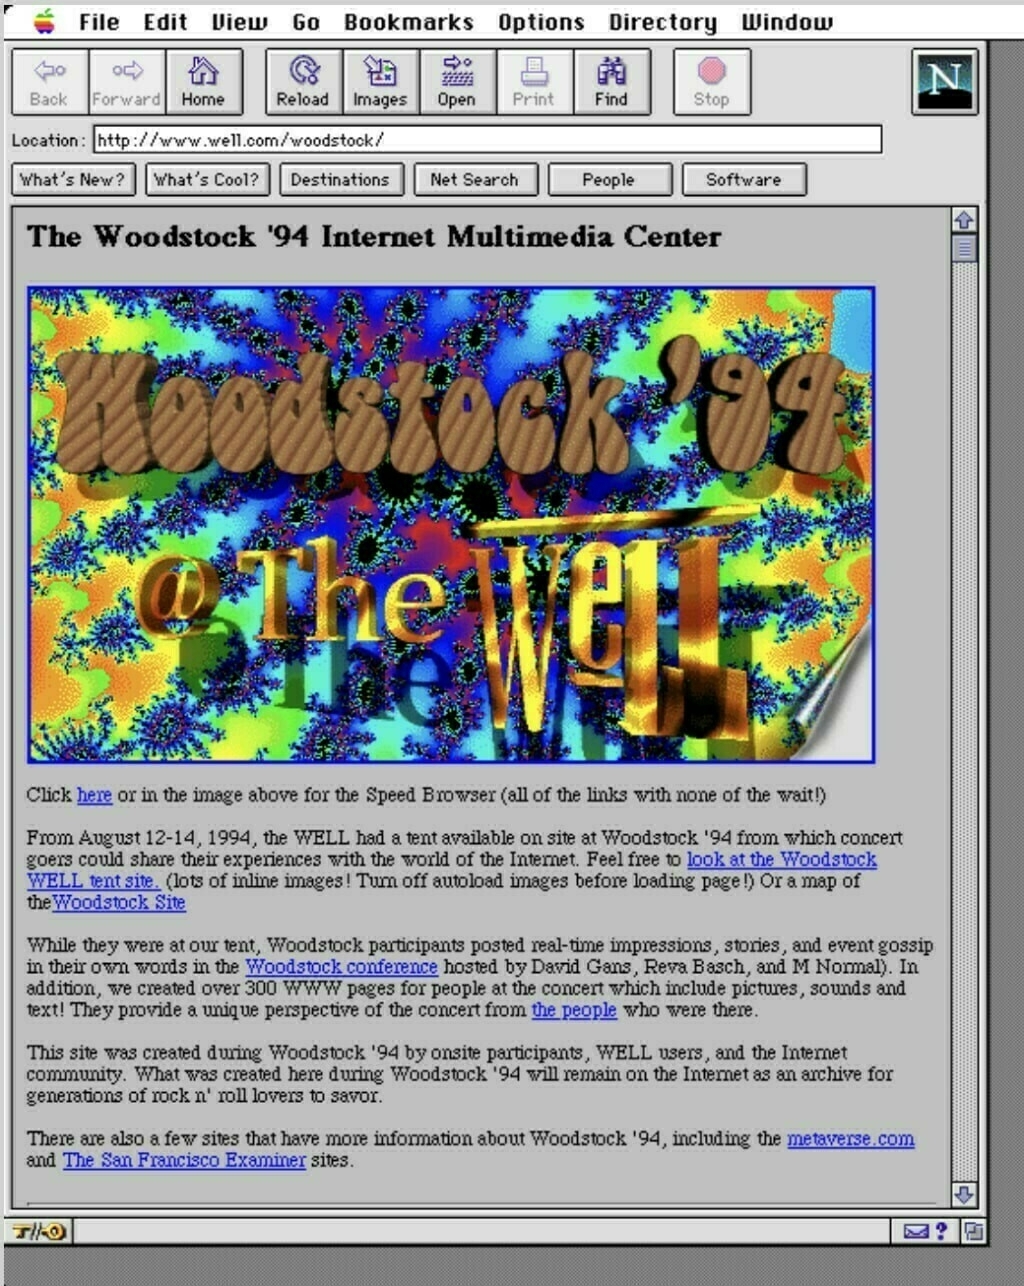 File Edit View Go Bookmarks Options Directory Window
Back Forward Home Reload Images Open Print Find Stop N
Location: http://www.well.com/woodstock/
What's New? What's Cool? Destinations Net Search People Software
The Woodstock '94 Internet Multimedia Center
Woodstock '94
@ The WeLL
Click here or in the image above for the Speed Browser (all of the links with none of the wait!)
From August 12-14, 1994, the WELL had a tent available on site at Woodstock '94 from which concert
goers could share their experiences with the world of the Internet. Feel free to look at the Woodstock
WELL tent site. (lots of inline images! Turn off autoload images before loading page!) Or a map of
theWoodstock Site
While they were at our tent, Woodstock participants posted real-time impressions, stories, and event gossip
in their own words in the Woodstock conference hosted by David Gans, Reva Basch, and M Normal). In
addition, we created over 300 WWW pages for people at the concert which include pictures, sounds and
text! They provide a unique perspective of the concert from the people who were there.
This site was created during Woodstock '94 by onsite participants, WELL users, and the Internet
community. What was created here during Woodstock '94 will remain on the Internet as an archive for
generations of rock n' roll lovers to savor.
There are also a few sites that have more information about Woodstock '94, including the metaverse.com
and The San Francisco Examiner sites.
?